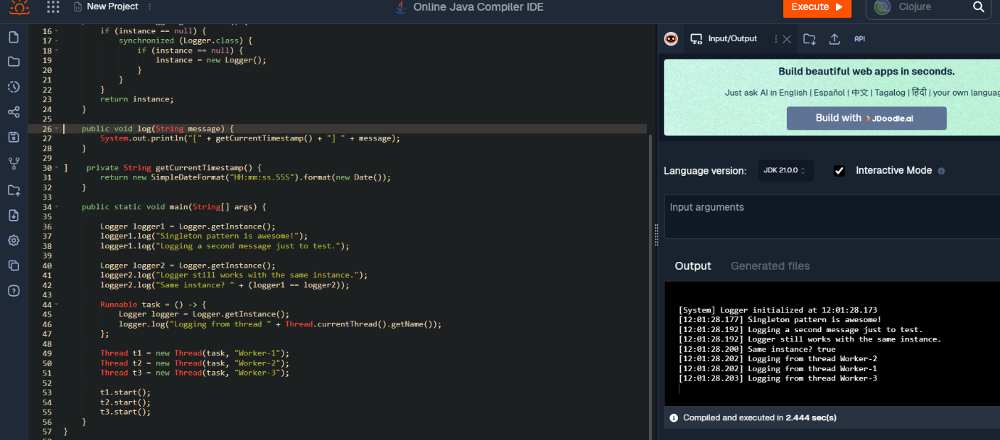 New Project
Online Java Compiler IDE
Execute
Clojure
16 if (instance == null) {
17 synchronized (Logger.class) {
18 if (instance == null) {
19 instance = new Logger();
20 }
21 }
22 }
23 return instance;
24 }
25
26 public void log(String message) {
27 System.out.println("[" + getCurrentTimestamp() + "] " + message);
28 }
29
30 ] private String getCurrentTimestamp() {
31 return new SimpleDateFormat("HH:mm:ss.SSS").format(new Date());
32 }
33
34 public static void main(String[] args) {
35
36 Logger logger1 = Logger.getInstance();
37 logger1.log("Singleton pattern is awesome!");
38 logger1.log("Logging a second message just to test.");
39
40 Logger logger2 = Logger.getInstance();
41 logger2.log("Logger still works with the same instance.");
42 logger2.log("Same instance? " + (logger1 == logger2));
43
44 Runnable task = () -> {
45 Logger logger = Logger.getInstance();
46 logger.log("Logging from thread " + Thread.currentThread().getName());
47 };
48
49 Thread t1 = new Thread(task, "Worker-1");
50 Thread t2 = new Thread(task, "Worker-2");
51 Thread t3 = new Thread(task, "Worker-3");
52
53 t1.start();
54 t2.start();
55 t3.start();
56 }
57 }
Input/Output
API
Build beautiful web apps in seconds.
Just ask AI in English | Español | 中文 | Tagalog | हिंदी | your own languag
Build with JDoodle.ai
Language version: JDK 21.0.0 Interactive Mode
Input arguments
Output Generated files
[System] Logger initialized at 12:01:28.173
[12:01:28.177] Singleton pattern is awesome!
[12:01:28.192] Logging a second message just to test.
[12:01:28.192] Logger still works with the same instance.
[12:01:28.200] Same instance? true
[12:01:28.202] Logging from thread Worker-2
[12:01:28.202] Logging from thread Worker-1
[12:01:28.203] Logging from thread Worker-3
Compiled and executed in 2.444 sec(s)